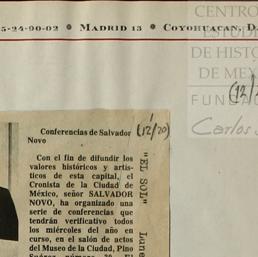 5-24-90-02 • MADRID 13 • COYOHUACAN, D
CENTRO
ESTUD
DE HISTO
DE MEX
FUND
Carlos
(12/
(12/20)
Conferencias de Salvador
Novo
Con el fin de difundir los
valores históricos y artís-
ticos de esta capital, el
Cronista de la Ciudad de
México, señor SALVADOR
NOVO, ha organizado una
serie de conferencias que
tendrán verificativo todos
los miércoles del año en
curso, en el salón de actos
del Museo de la Ciudad, Pino
"EL SOL"
Lune